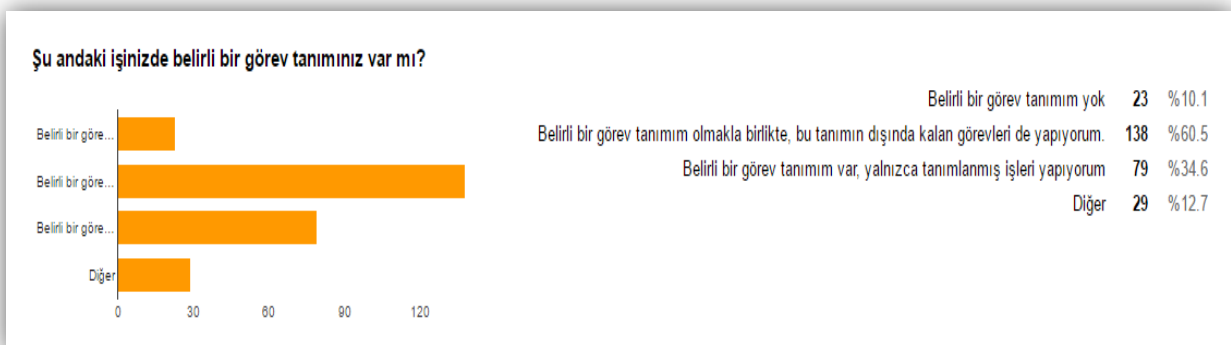 Şu andaki işinizde belirli bir görev tanımınız var mı?
Belirli bir göre...
Belirli bir göre...
Belirli bir göre...
Diğer
0 30 60 90 120
Belirli bir görev tanımım yok 23 %10.1
Belirli bir görev tanımım olmakla birlikte, bu tanımın dışında kalan görevleri de yapıyorum. 138 %60.5
Belirli bir görev tanımım var, yalnızca tanımlanmış işleri yapıyorum 79 %34.6
Diğer 29 %12.7